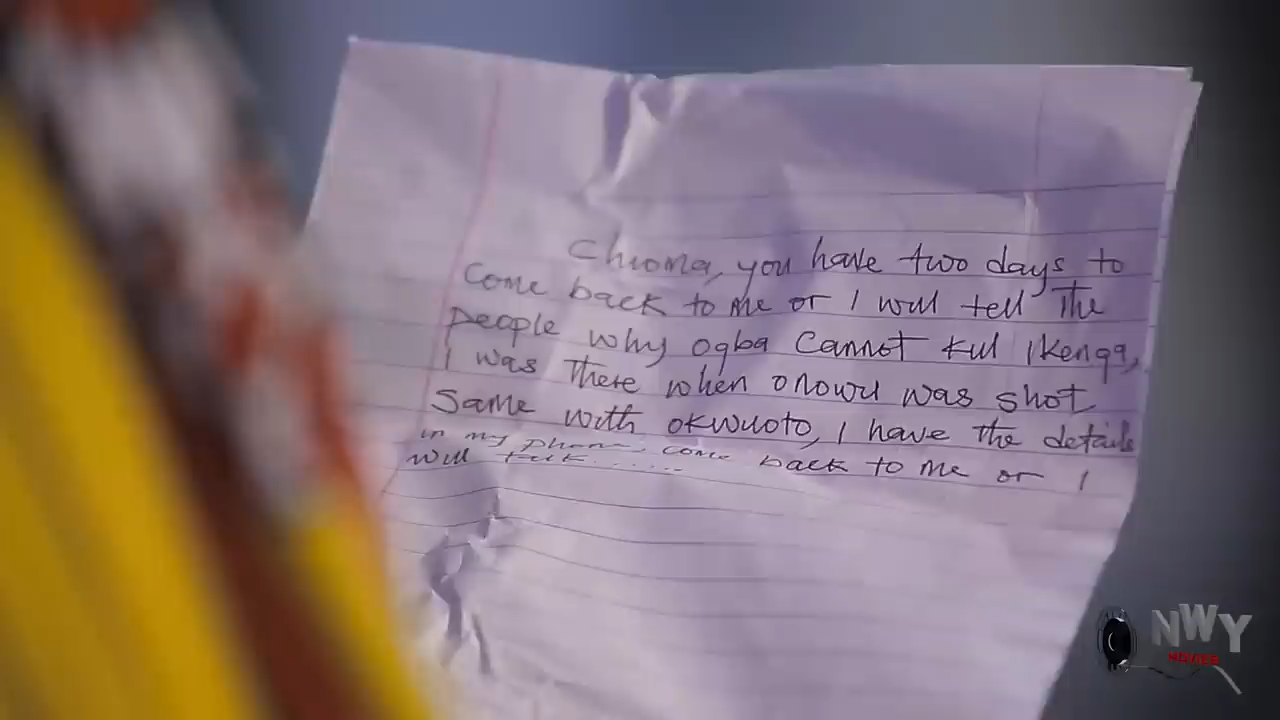 Chioma, you have two days to
come back to me or I will tell the
people why ogba cannot kill Ikenga,
I was there when onowu was shot
Same with okwuoto, I have the details
in my phone, come back to me or I
will talk......
NWY
MOVIES